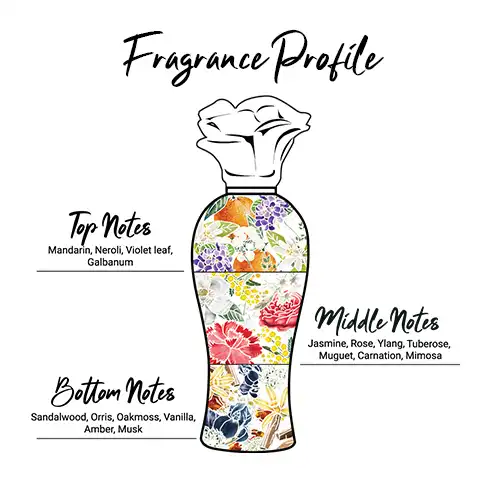 Fragrance Profile
Top Notes
Mandarin, Neroli, Violet leaf,
Galbanum
Middle Notes
Jasmine, Rose, Ylang, Tuberose,
Muguet, Carnation, Mimosa
Bottom Notes
Sandalwood, Orris, Oakmoss, Vanilla,
Amber, Musk